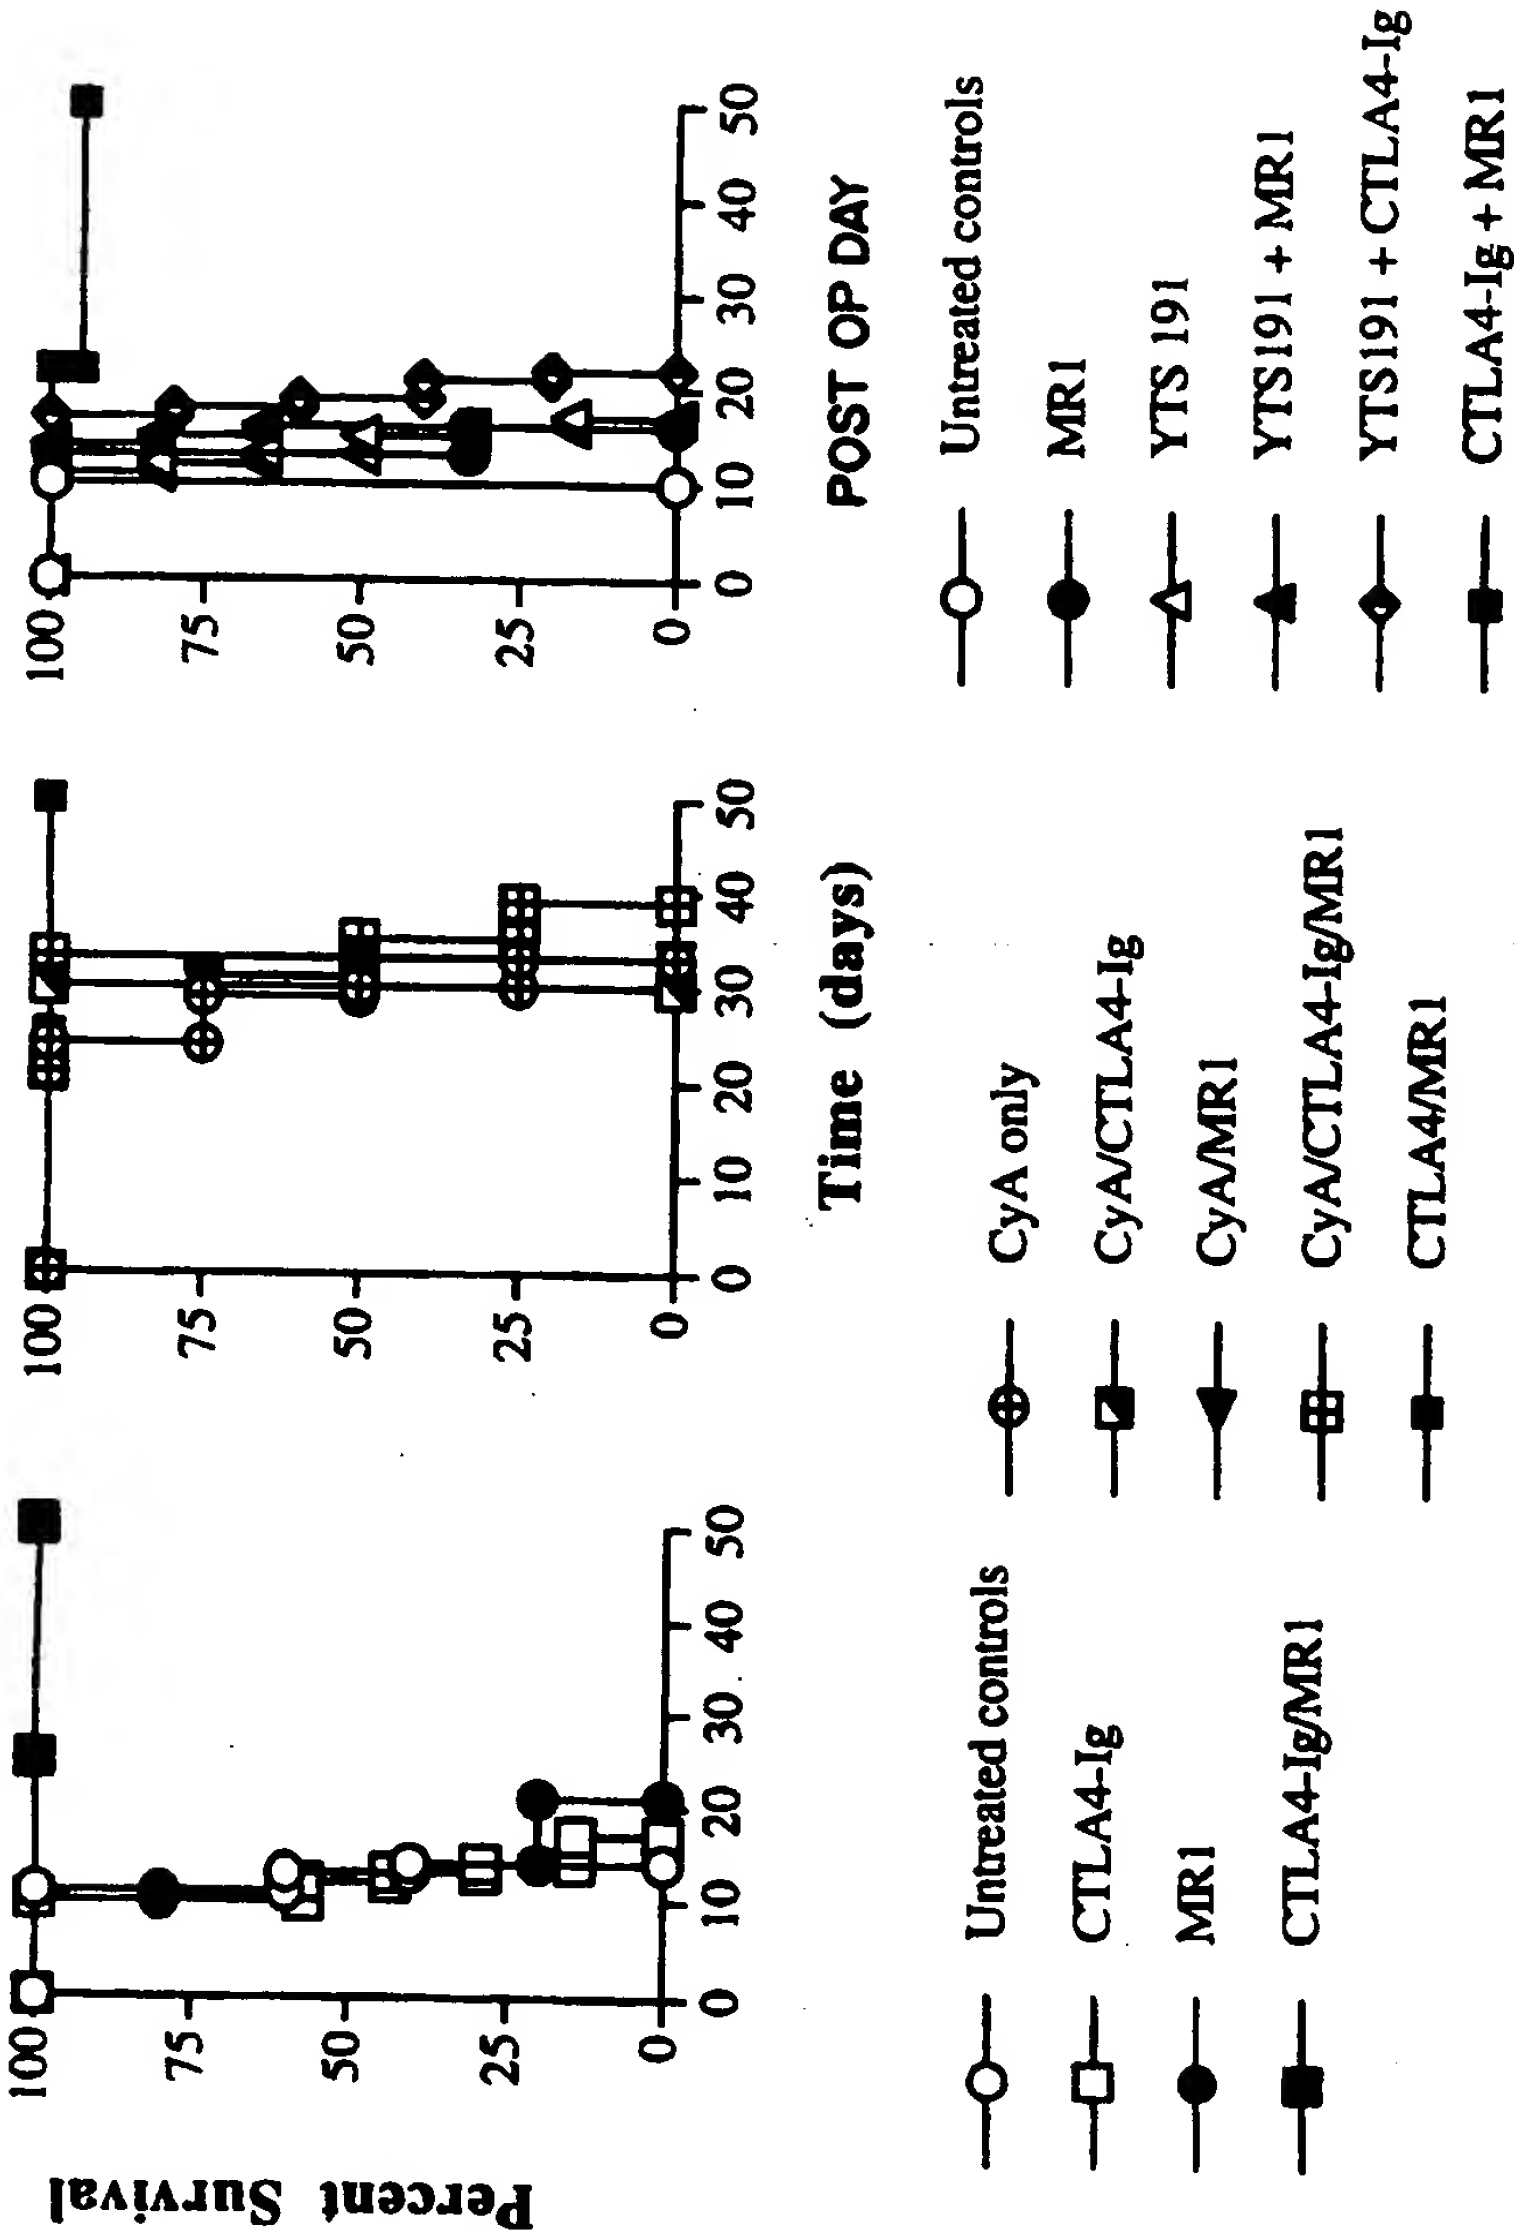 Percent Survival
100
75
50
25
0
0 10 20 30 40 50
Untreated controls
CTLA4-Ig
MR1
CTLA4-Ig/MR1
100
75
50
25
0
0 10 20 30 40 50
Time (days)
CyA only
CyA/CTLA4-Ig
CyA/MR1
CyA/CTLA4-Ig/MR1
CTLA4/MR1
100
75
50
25
0
0 10 20 30 40 50
POST OP DAY
Untreated controls
MR1
YTS 191
YTS191 + MR1
YTS191 + CTLA4-Ig
CTLA4-Ig + MR1